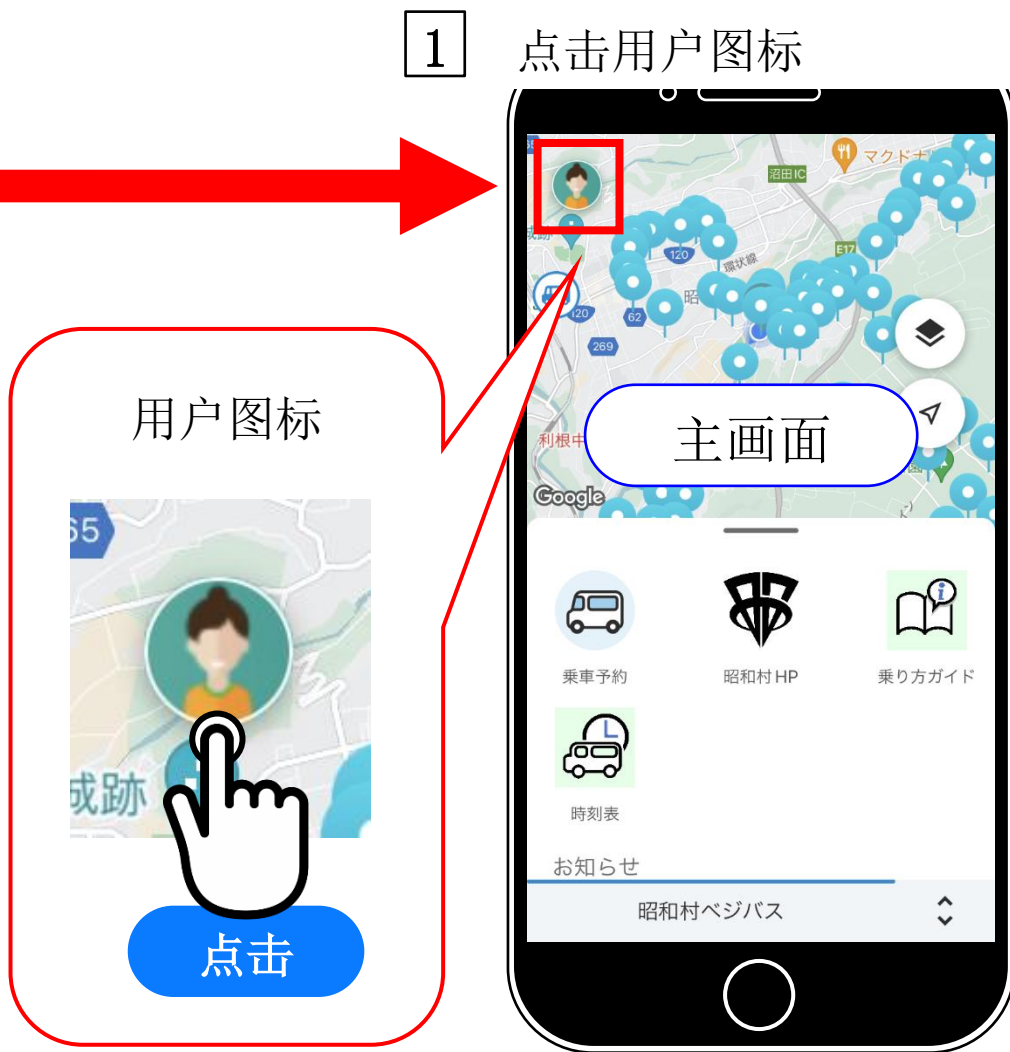 1 点击用户图标
マクドナ
沼田IC
城跡
120
環状線
E17
昭
120
62
269
利根中
Google
主画面
用户图标
65
城跡
点击
乗車予約
昭和村HP
乗り方ガイド
時刻表
お知らせ
昭和村ベジバス